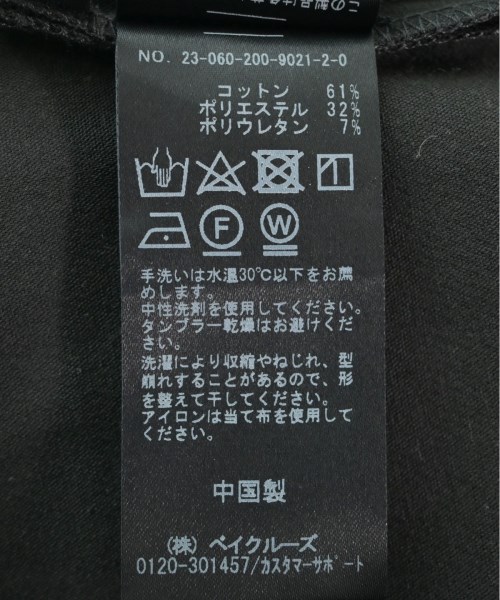 この製品は
NO. 23-060-200-9021-2-0
コットン 61%
ポリエステル 32%
ポリウレタン 7%
F W
手洗いは水温30℃以下をお薦
めします。
中性洗剤を使用してください。
タンブラー乾燥はお避けくだ
さい。
洗濯により収縮やねじれ、型
崩れすることがあるので、形
を整えて干してください。
アイロンは当て布を使用して
ください。
中国製
(株) ベイクルーズ
0120-301457/カスタマーサポート